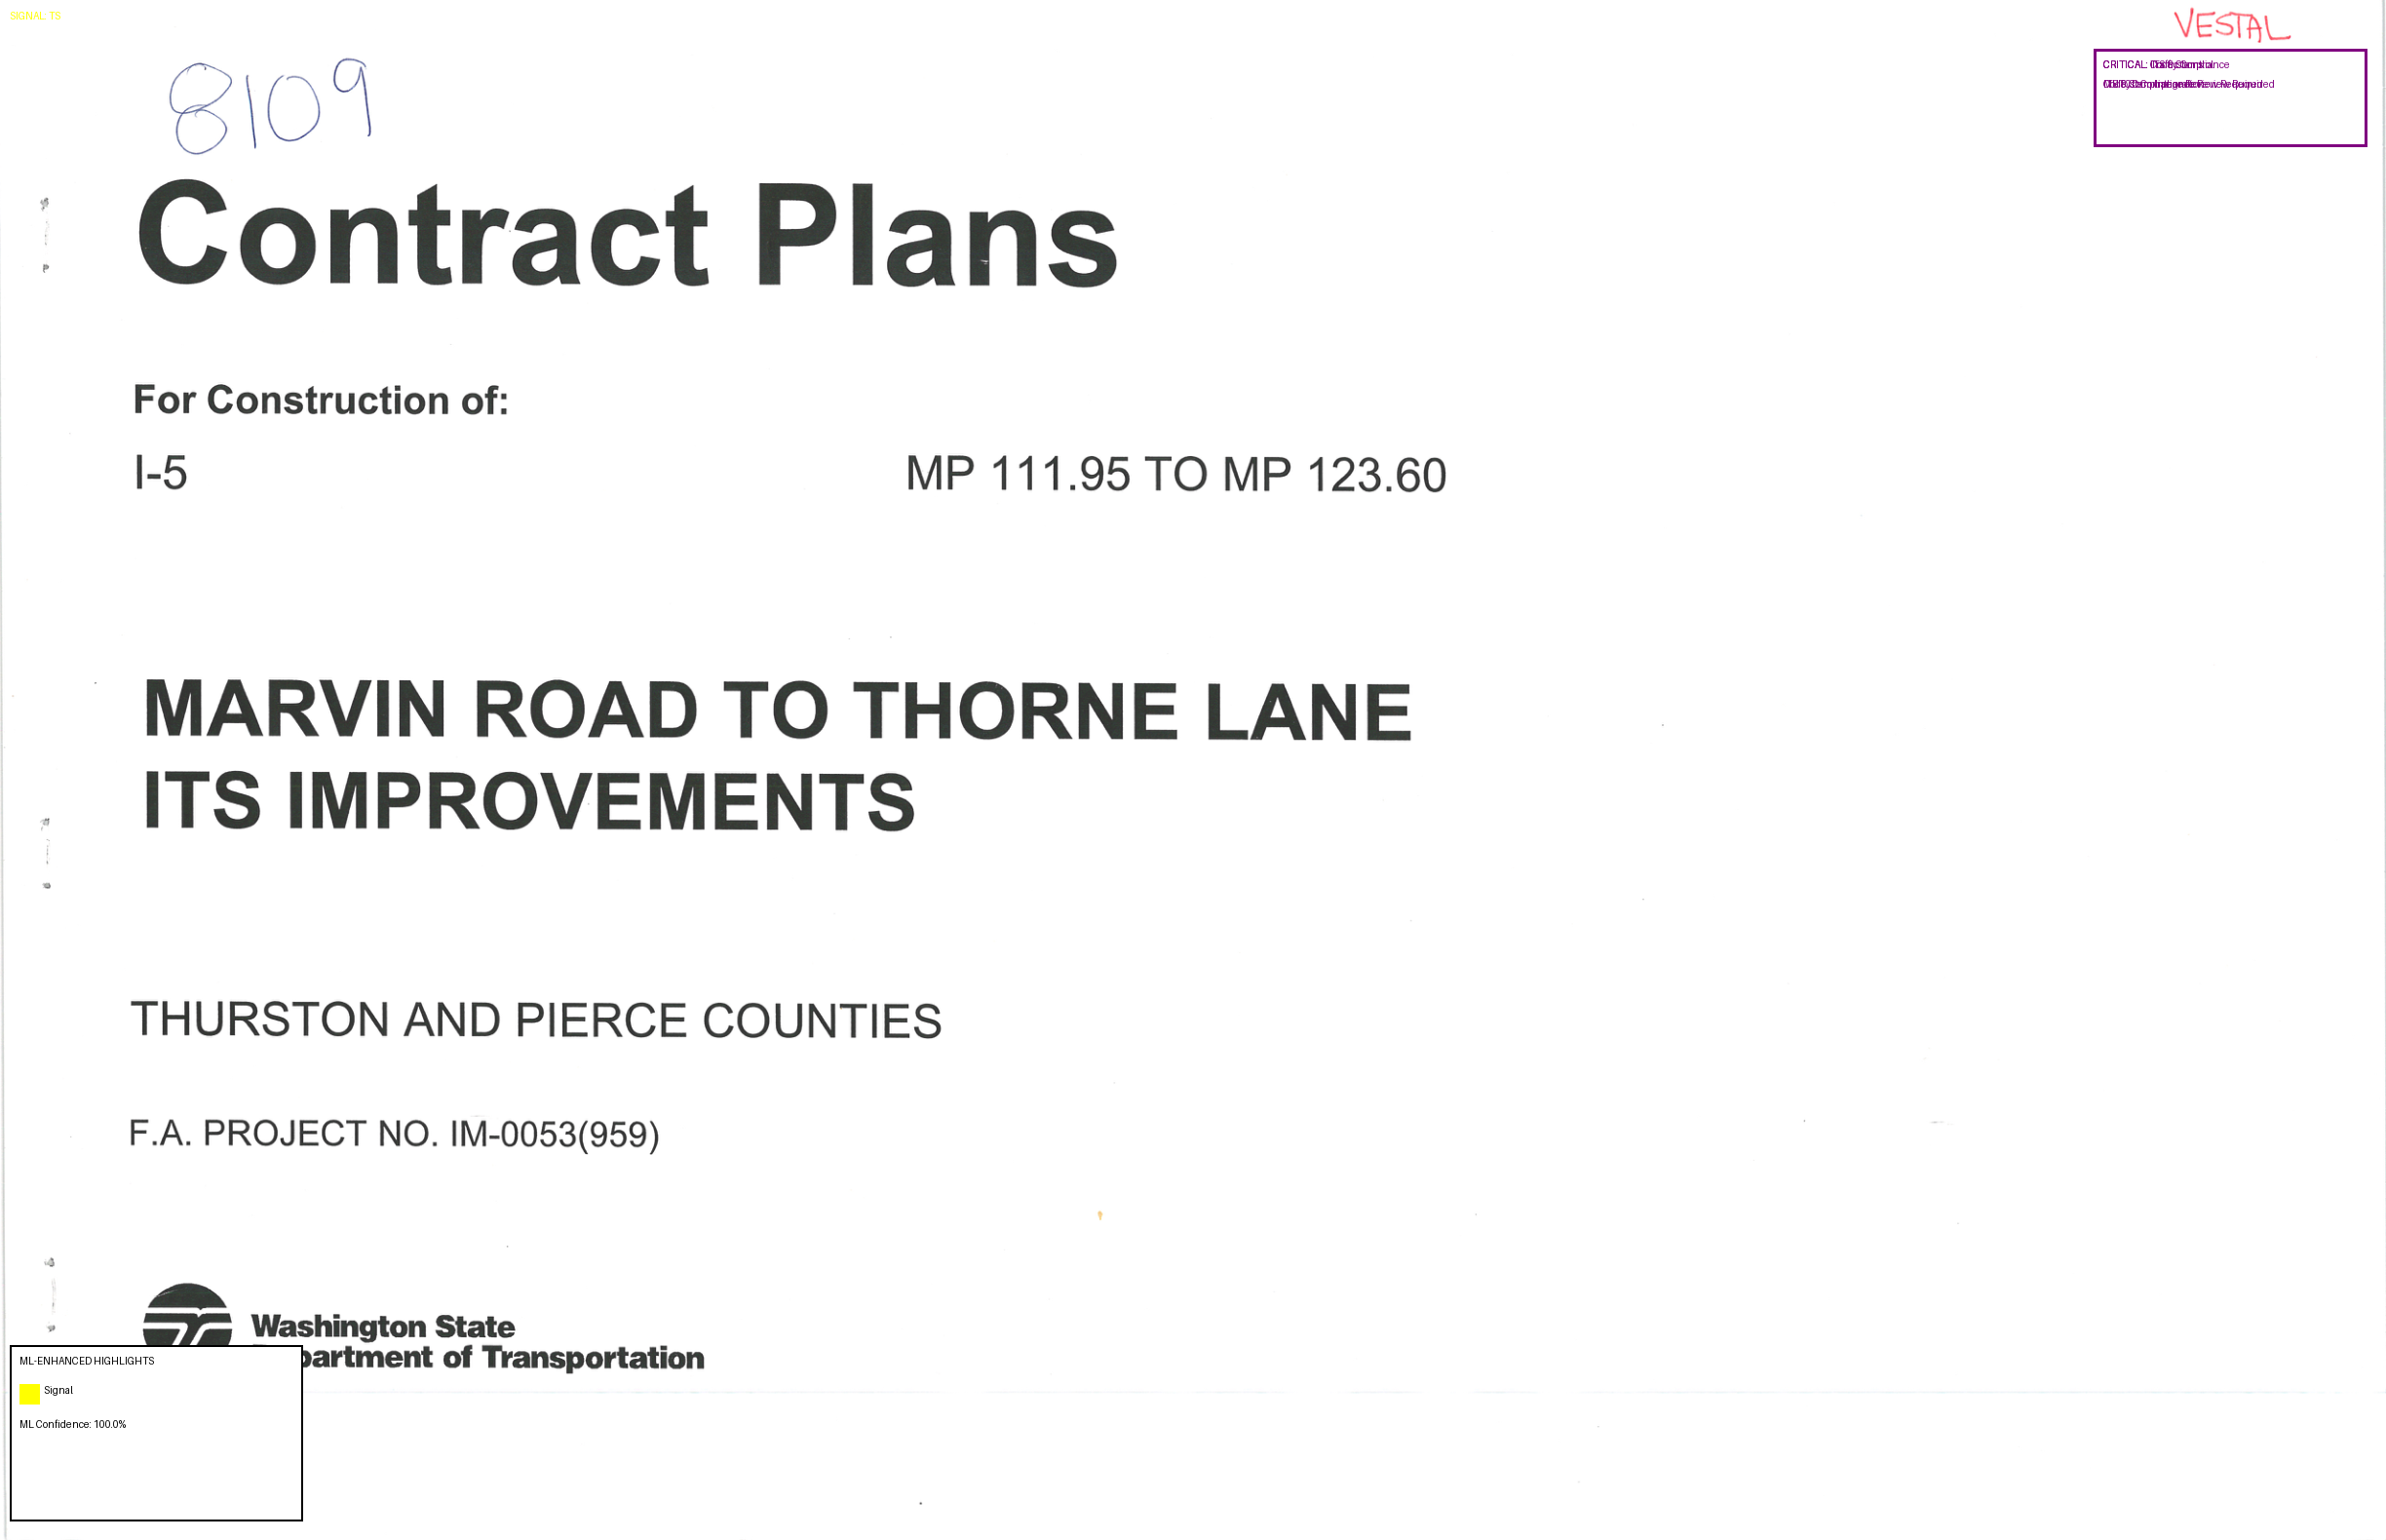 SIGNAL: TS
VESTAL
8109
CRITICAL:
Required
Contract Plans
For Construction of:
I-5 MP 111.95 TO MP 123.60
MARVIN ROAD TO THORNE LANE
ITS IMPROVEMENTS
THURSTON AND PIERCE COUNTIES
F.A. PROJECT NO. IM-0053(959)
Washington State
partment of Transportation
ML-ENHANCED HIGHLIGHTS
Signal
ML Confidence: 100.0%